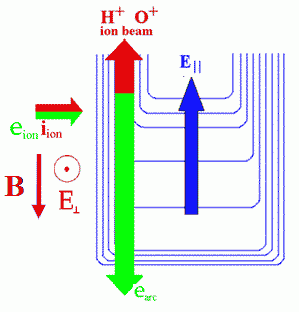 H+ O+
ion beam
E||
eion iion
B
E⊥
earc